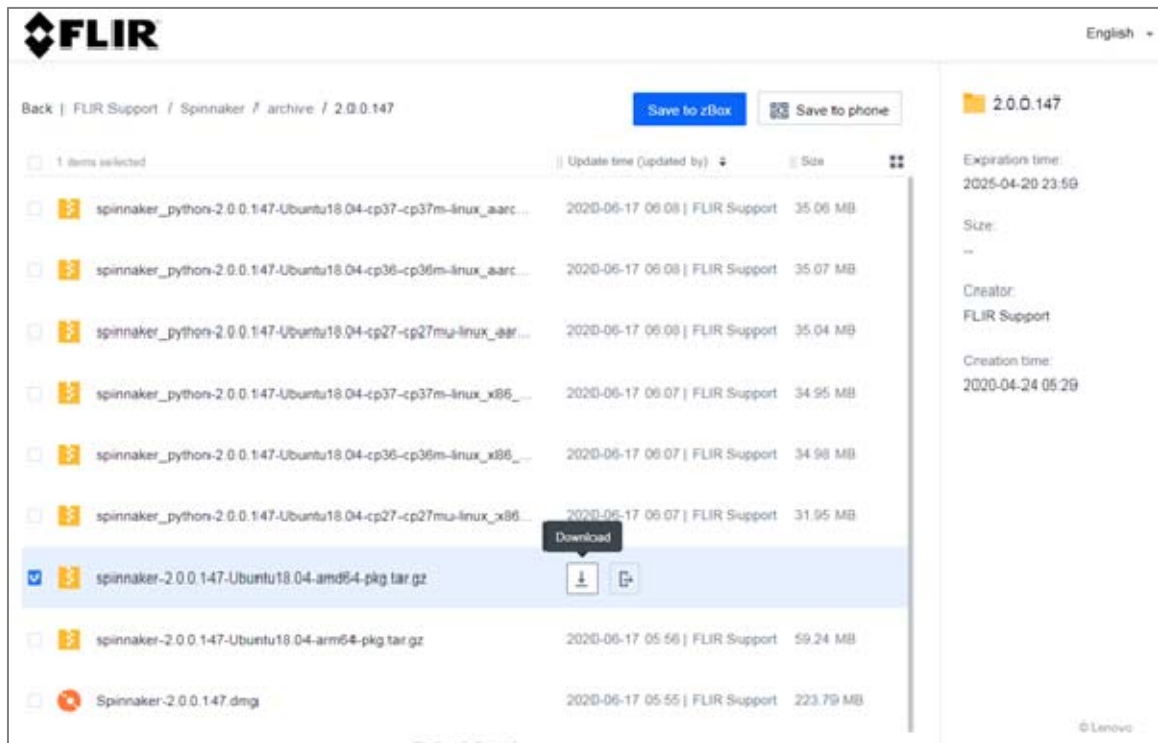 FLIR
English
Back | FLIR Support / Spinnaker / archive / 2.0.0.147
Save to zBox
Save to phone
2.0.0.147
1 items selected
Update time (updated by)
Size
Expiration time:
2025-04-20 23:59
Size:
--
Creator:
FLIR Support
Creation time:
2020-04-24 05:29
spinnaker_python-2.0.0.147-Ubuntu18.04-cp37-cp37m-linux_aarc... 2020-06-17 06:08 | FLIR Support 35.06 MB
spinnaker_python-2.0.0.147-Ubuntu18.04-cp36-cp36m-linux_aarc... 2020-06-17 06:08 | FLIR Support 35.07 MB
spinnaker_python-2.0.0.147-Ubuntu18.04-cp27-cp27mu-linux_aar... 2020-06-17 06:08 | FLIR Support 35.04 MB
spinnaker_python-2.0.0.147-Ubuntu18.04-cp37-cp37m-linux_x86_... 2020-06-17 06:07 | FLIR Support 34.95 MB
spinnaker_python-2.0.0.147-Ubuntu18.04-cp36-cp36m-linux_x86_... 2020-06-17 06:07 | FLIR Support 34.98 MB
spinnaker_python-2.0.0.147-Ubuntu18.04-cp27-cp27mu-linux_x86... 2020-06-17 06:07 | FLIR Support 31.95 MB
Download
spinnaker-2.0.0.147-Ubuntu18.04-amd64-pkg.tar.gz
spinnaker-2.0.0.147-Ubuntu18.04-arm64-pkg.tar.gz 2020-06-17 05:56 | FLIR Support 59.24 MB
Spinnaker-2.0.0.147.dmg 2020-06-17 05:55 | FLIR Support 223.79 MB
© Lenovo